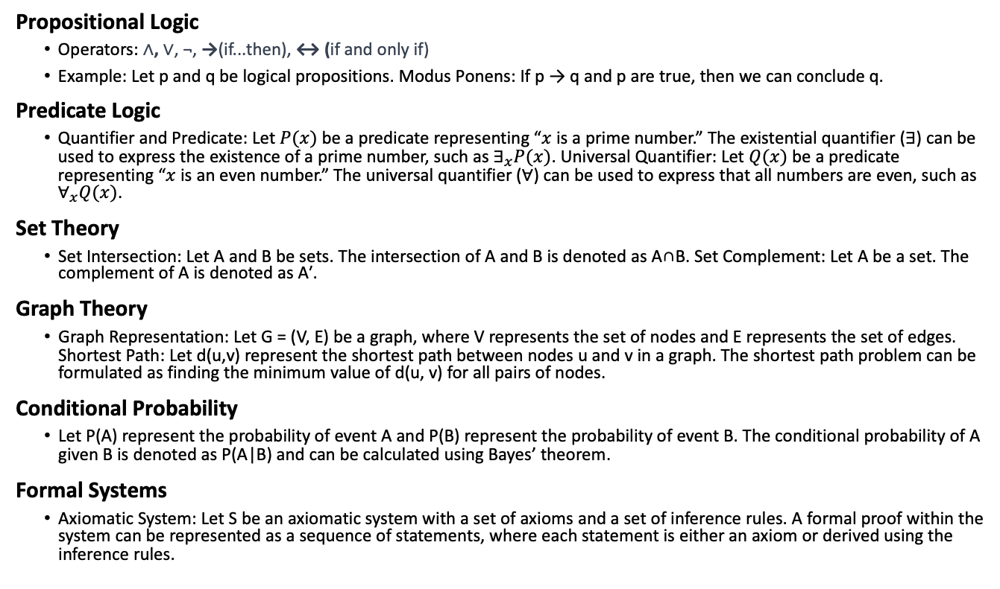 Propositional Logic
• Operators: ∧, ∨, ¬, →(if...then), ↔ (if and only if)
• Example: Let p and q be logical propositions. Modus Ponens: If p → q and p are true, then we can conclude q.
Predicate Logic
• Quantifier and Predicate: Let P(x) be a predicate representing “x is a prime number.” The existential quantifier (∃) can be
used to express the existence of a prime number, such as ∃ₓP(x). Universal Quantifier: Let Q(x) be a predicate
representing “x is an even number.” The universal quantifier (∀) can be used to express that all numbers are even, such as
∀ₓQ(x).
Set Theory
• Set Intersection: Let A and B be sets. The intersection of A and B is denoted as A∩B. Set Complement: Let A be a set. The
complement of A is denoted as A′.
Graph Theory
• Graph Representation: Let G = (V, E) be a graph, where V represents the set of nodes and E represents the set of edges.
Shortest Path: Let d(u,v) represent the shortest path between nodes u and v in a graph. The shortest path problem can be
formulated as finding the minimum value of d(u, v) for all pairs of nodes.
Conditional Probability
• Let P(A) represent the probability of event A and P(B) represent the probability of event B. The conditional probability of A
given B is denoted as P(A|B) and can be calculated using Bayes’ theorem.
Formal Systems
• Axiomatic System: Let S be an axiomatic system with a set of axioms and a set of inference rules. A formal proof within the
system can be represented as a sequence of statements, where each statement is either an axiom or derived using the
inference rules.